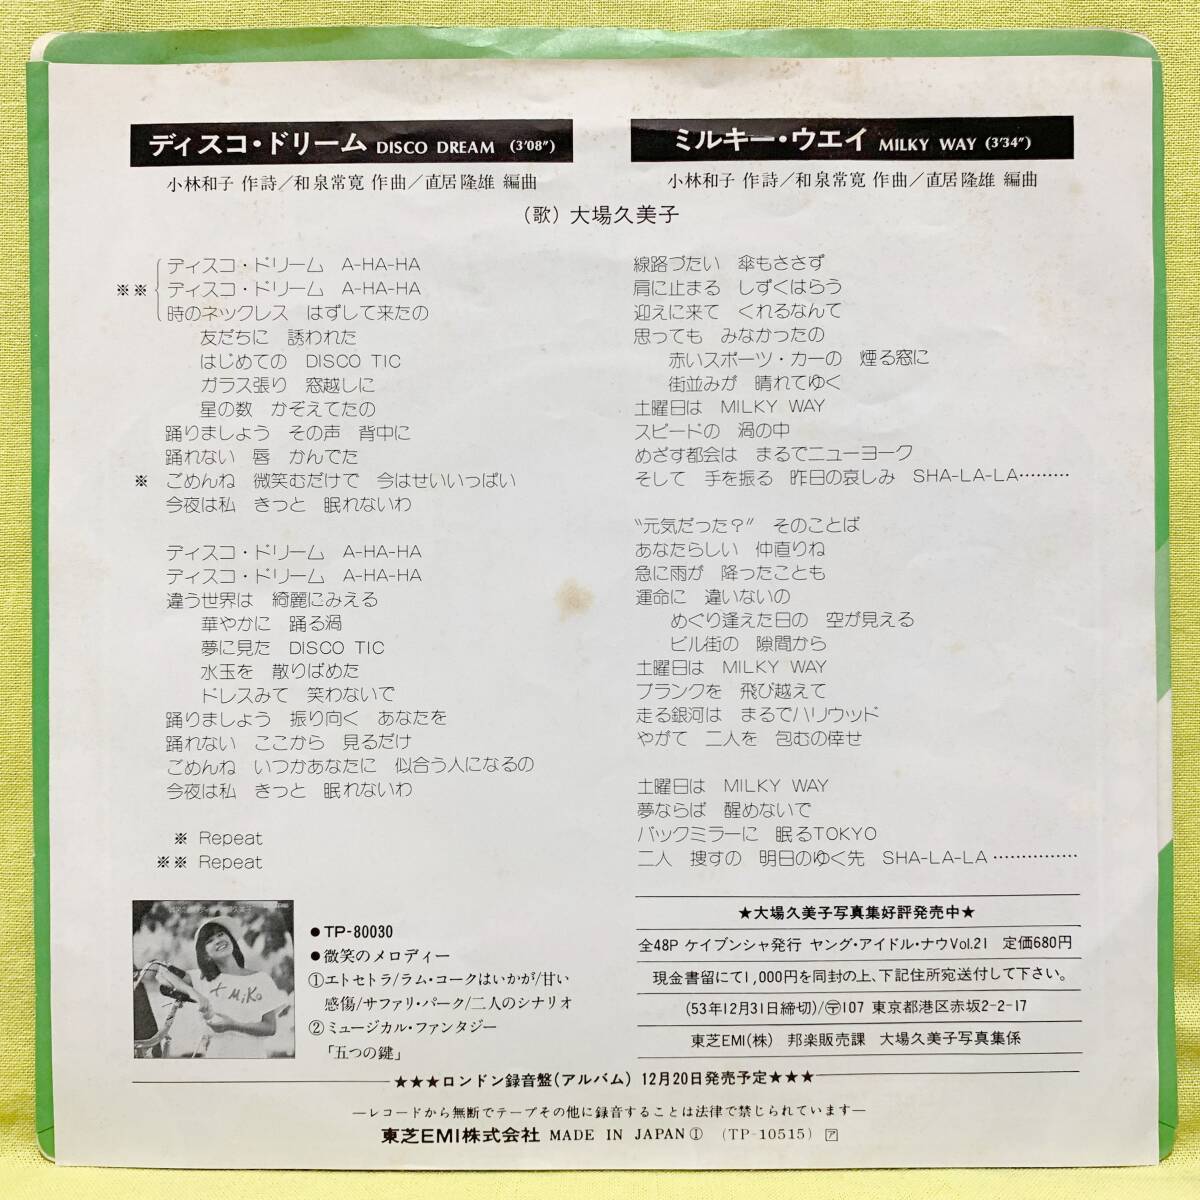 ディスコ・ドリーム DISCO DREAM (3'08")
小林和子 作詩／和泉常寛 作曲／直居隆雄 編曲
ミルキー・ウエイ MILKY WAY (3'34")
小林和子 作詩／和泉常寛 作曲／直居隆雄 編曲
(歌) 大場久美子
ディスコ・ドリーム A-HA-HA
※※ ディスコ・ドリーム A-HA-HA
時のネックレス はずして来たの
友だちに 誘われた
はじめての DISCO TIC
ガラス張り 窓越しに
星の数 かぞえてたの
踊りましょう その声 背中に
踊れない 唇 かんでた
※ ごめんね 微笑むだけで 今はせいいっぱい
今夜は私 きっと 眠れないわ
ディスコ・ドリーム A-HA-HA
ディスコ・ドリーム A-HA-HA
違う世界は 綺麗にみえる
華やかに 踊る渦
夢に見た DISCO TIC
水玉を 散りばめた
ドレスみて 笑わないで
踊りましょう 振り向く あなたを
踊れない ここから 見るだけ
ごめんね いつかあなたに 似合う人になるの
今夜は私 きっと 眠れないわ
※ Repeat
※※ Repeat
線路づたい 傘もささず
肩に止まる しずくはらう
迎えに来て くれるなんて
思っても みなかったの
赤いスポーツ・カーの 煙る窓に
街並みが 晴れてゆく
土曜日は MILKY WAY
スピードの 渦の中
めざす都会は まるでニューヨーク
そして 手を振る 昨日の哀しみ SHA-LA-LA………
"元気だった？" そのことば
あなたらしい 仲直りね
急に雨が 降ったことも
運命に 違いないの
めぐり逢えた日の 空が見える
ビル街の 隙間から
土曜日は MILKY WAY
ブランクを 飛び越えて
走る銀河は まるでハリウッド
やがて 二人を 包むの倖せ
土曜日は MILKY WAY
夢ならば 醒めないで
バックミラーに 眠るTOKYO
二人 捜すの 明日のゆく先 SHA-LA-LA……………
MiKo
●TP-80030
●微笑のメロディー
①エトセトラ/ラム・コークはいかが/甘い
感傷/サファリ・パーク/二人のシナリオ
②ミュージカル・ファンタジー
「五つの鍵」
★大場久美子写真集好評発売中★
全48P ケイブンシャ発行 ヤング・アイドル・ナウVol.21 定価680円
現金書留にて1,000円を同封の上、下記住所宛送付して下さい。
(53年12月31日締切)/〒107 東京都港区赤坂2-2-17
東芝EMI(株) 邦楽販売課 大場久美子写真集係
★★★ロンドン録音盤(アルバム) 12月20日発売予定★★★
—レコードから無断でテープその他に録音することは法律で禁じられています—
東芝EMI株式会社 MADE IN JAPAN① (TP-10515) ア